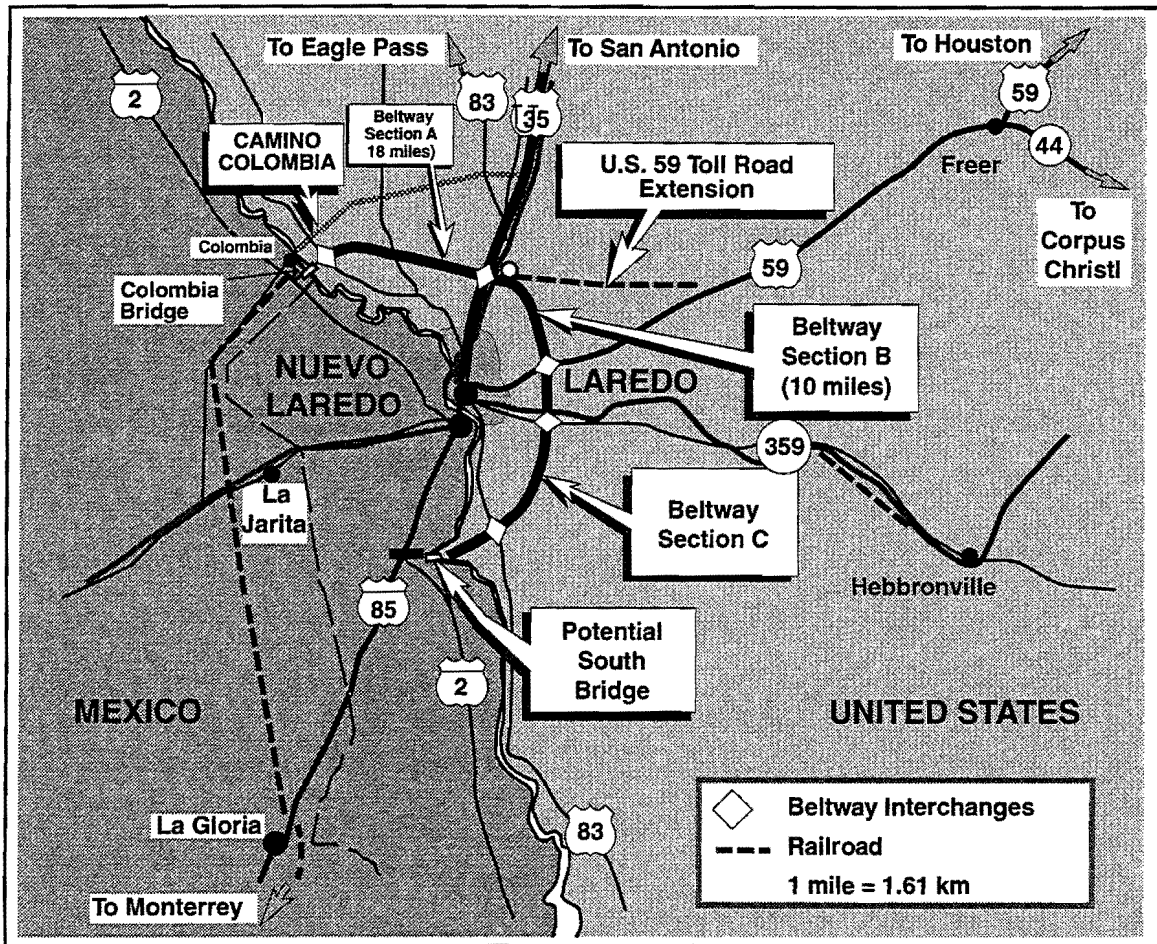 To Eagle Pass
To San Antonio
To Houston
2
83
35
59
Beltway
Section A
18 miles)
CAMINO
COLOMBIA
U.S. 59 Toll Road
Extension
Freer
44
To
Corpus
Christi
Colombia
59
Colombia
Bridge
Beltway
Section B
(10 miles)
NUEVO
LAREDO
LAREDO
359
La
Jarita
Beltway
Section C
Hebbronville
85
Potential
South
Bridge
2
MEXICO
UNITED STATES
Beltway Interchanges
La Gloria
83
Railroad
1 mile = 1.61 km
To Monterrey